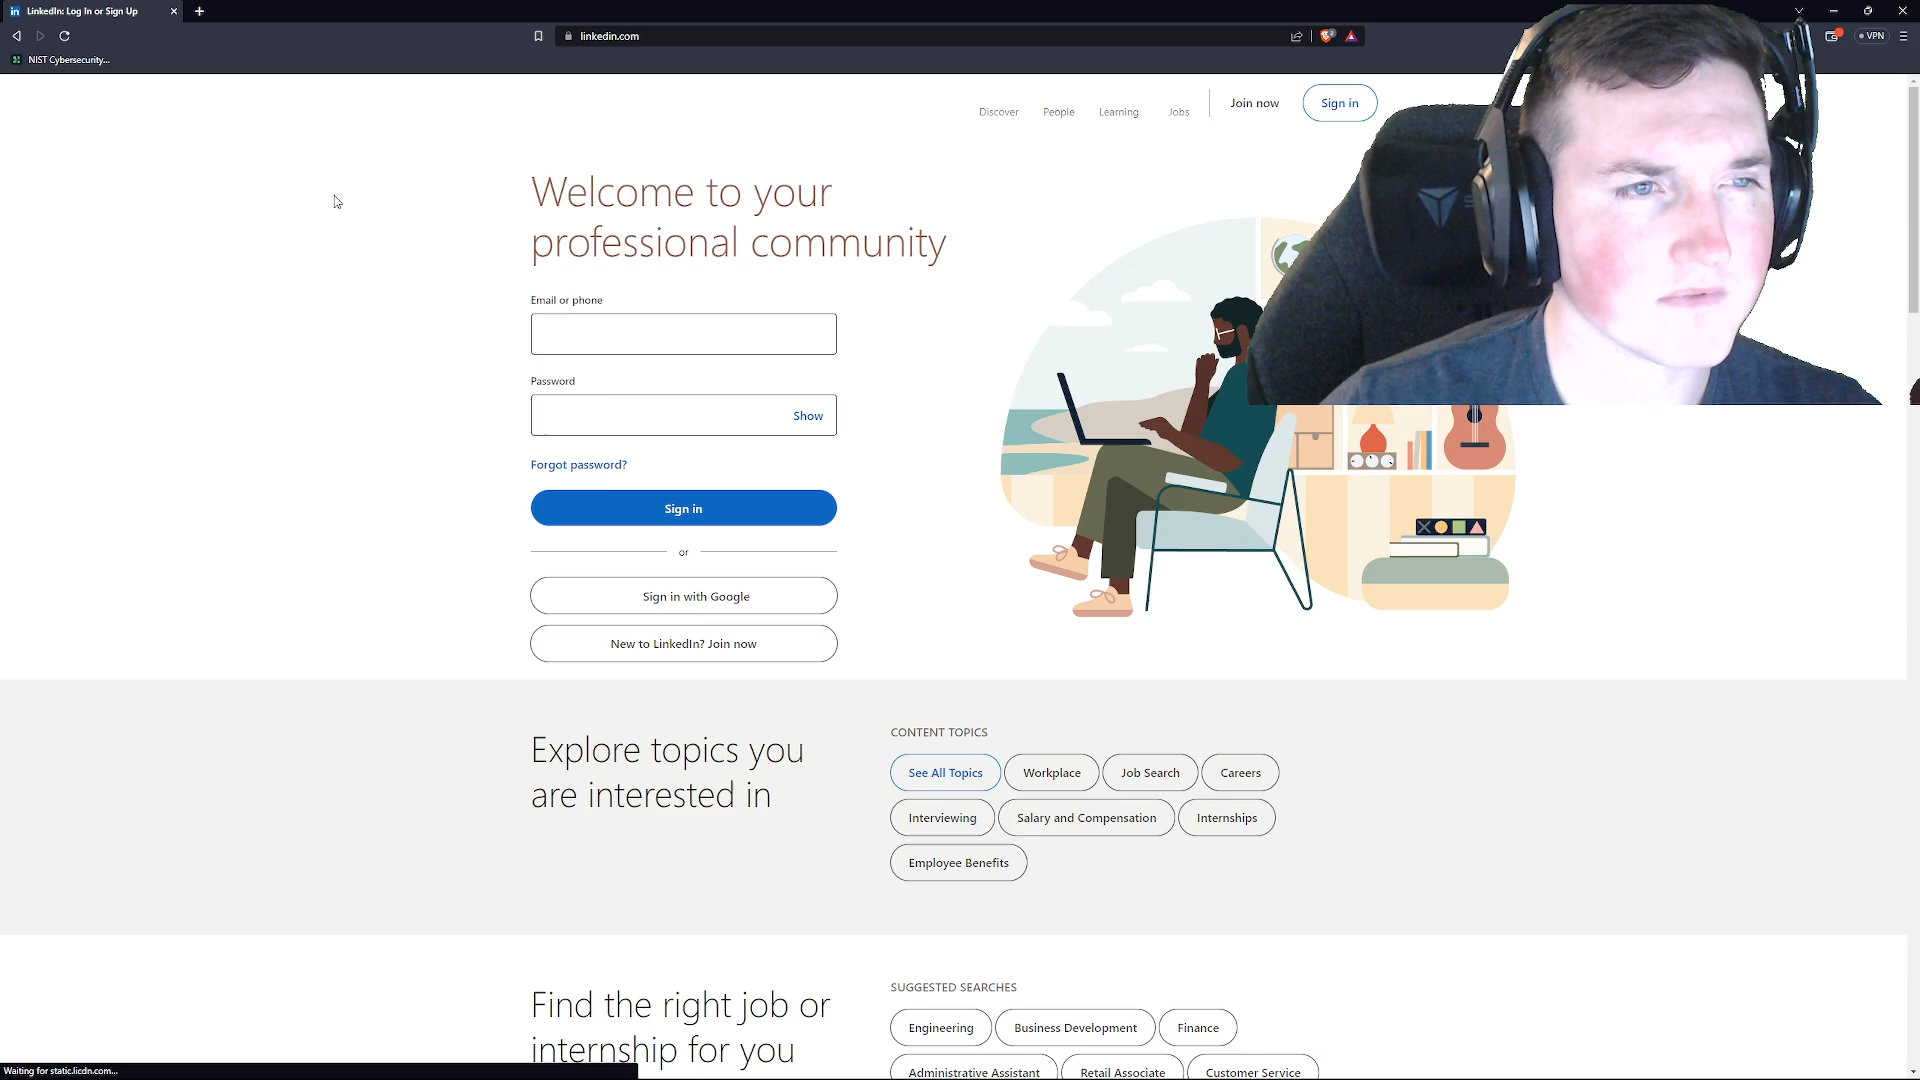 LinkedIn: Log In or Sign Up
linkedin.com
VPN
NIST Cybersecurity...
Discover
People
Learning
Jobs
Join now
Sign in
Welcome to your
professional community
Email or phone
Password
Show
Forgot password?
Sign in
or
Sign in with Google
New to LinkedIn? Join now
Explore topics you
are interested in
CONTENT TOPICS
See All Topics
Workplace
Job Search
Careers
Interviewing
Salary and Compensation
Internships
Employee Benefits
Find the right job or
internship for you
SUGGESTED SEARCHES
Engineering
Business Development
Finance
Administrative Assistant
Retail Associate
Customer Service
Waiting for static.licdn.com...